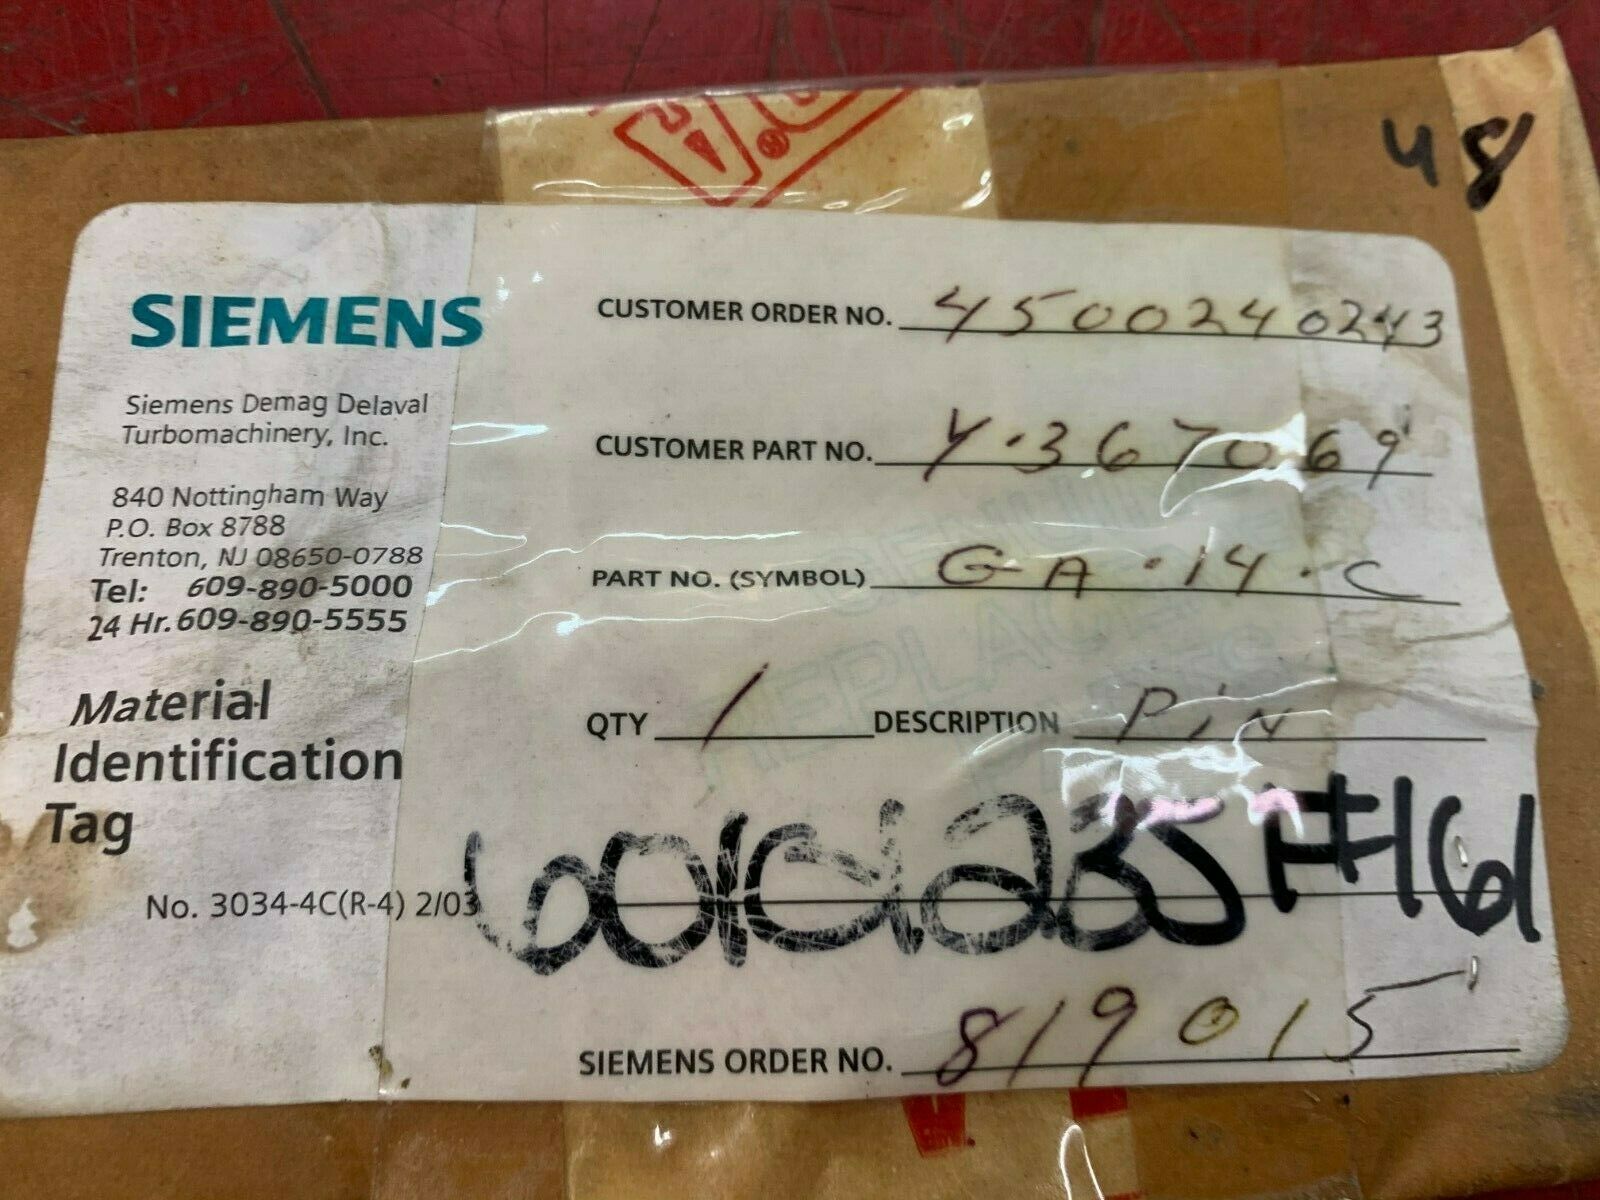 48
SIEMENS
Siemens Demag Delaval
Turbomachinery, Inc.
840 Nottingham Way
P.O. Box 8788
Trenton, NJ 08650-0788
Tel: 609-890-5000
24 Hr. 609-890-5555
Material
Identification
Tag
No. 3034-4C(R-4) 2/03
CUSTOMER ORDER NO. 4500240243
CUSTOMER PART NO. Y.367069
PART NO. (SYMBOL) GA.14.C
QTY 1 DESCRIPTION PIN
REPLACEMENT
#161
SIEMENS ORDER NO. 819015